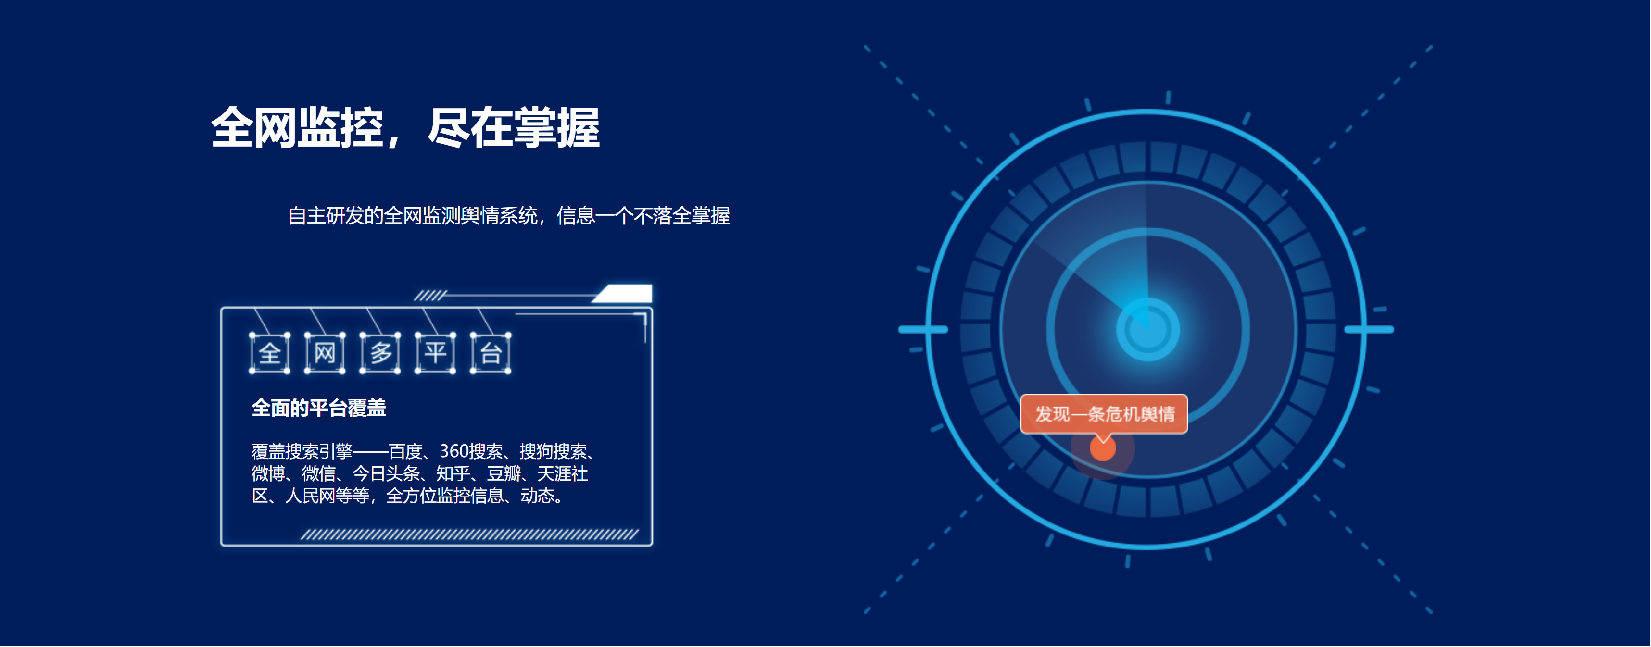 全网监控，尽在掌握
自主研发的全网监测舆情系统，信息一个不落全掌握
全网多平台
全面的平台覆盖
覆盖搜索引擎——百度、360搜索、搜狗搜索、
微博、微信、今日头条、知乎、豆瓣、天涯社
区、人民网等等，全方位监控信息、动态。
发现一条危机舆情